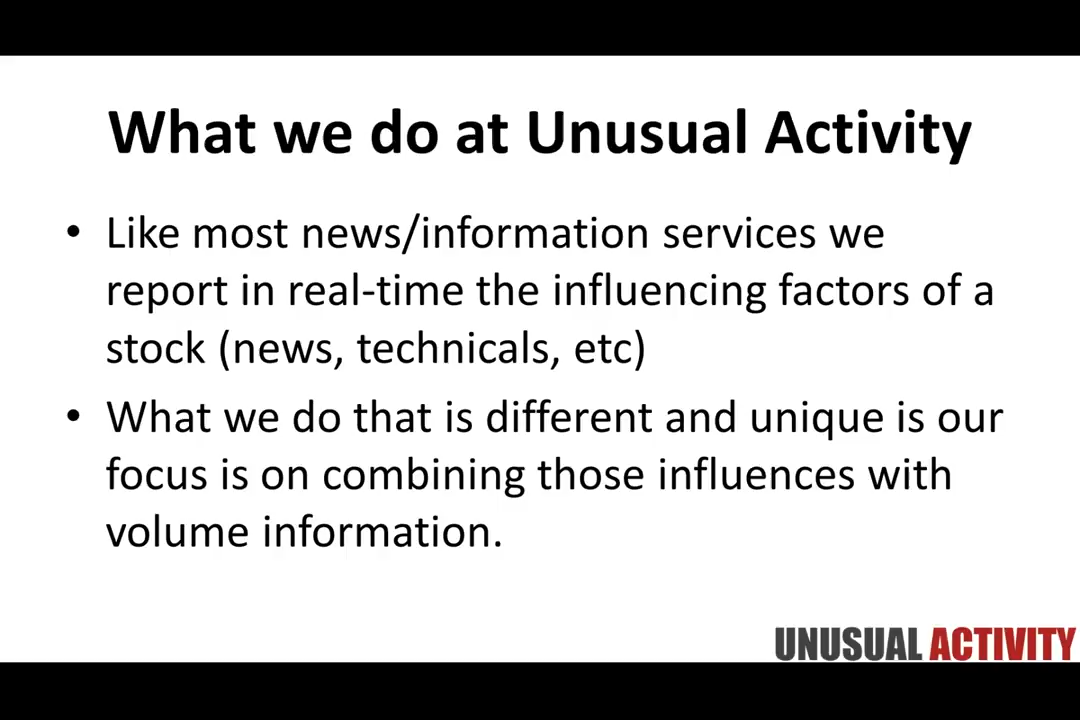 What we do at Unusual Activity
• Like most news/information services we
report in real-time the influencing factors of a
stock (news, technicals, etc)
• What we do that is different and unique is our
focus is on combining those influences with
volume information.
UNUSUAL ACTIVITY